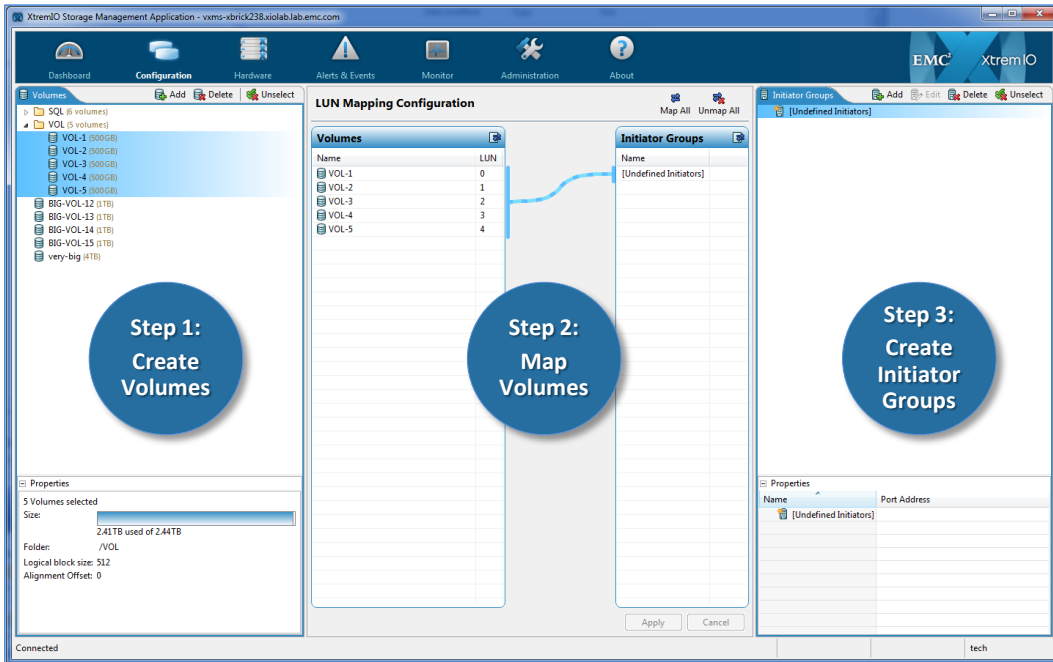 XtremIO Storage Management Application - vxms-xbrick238.xiolab.lab.emc.com
Dashboard
Configuration
Hardware
Alerts & Events
Monitor
Administration
About
EMC² XtremIO
Volumes
Add
Delete
Unselect
SQL (6 volumes)
VOL (5 volumes)
VOL-1 (500GB)
VOL-2 (500GB)
VOL-3 (500GB)
VOL-4 (500GB)
VOL-5 (500GB)
BIG-VOL-12 (1TB)
BIG-VOL-13 (1TB)
BIG-VOL-14 (1TB)
BIG-VOL-15 (1TB)
very-big (4TB)
Step 1:
Create
Volumes
Properties
5 Volumes selected
Size:
2.41TB used of 2.44TB
Folder: /VOL
Logical block size: 512
Alignment Offset: 0
LUN Mapping Configuration
Map All
Unmap All
Volumes
Name LUN
VOL-1 0
VOL-2 1
VOL-3 2
VOL-4 3
VOL-5 4
Initiator Groups
Name
[Undefined Initiators]
Step 2:
Map
Volumes
Apply
Cancel
Initiator Groups
Add
Edit
Delete
Unselect
[Undefined Initiators]
Step 3:
Create
Initiator
Groups
Properties
Name Port Address
[Undefined Initiators]
Connected
tech